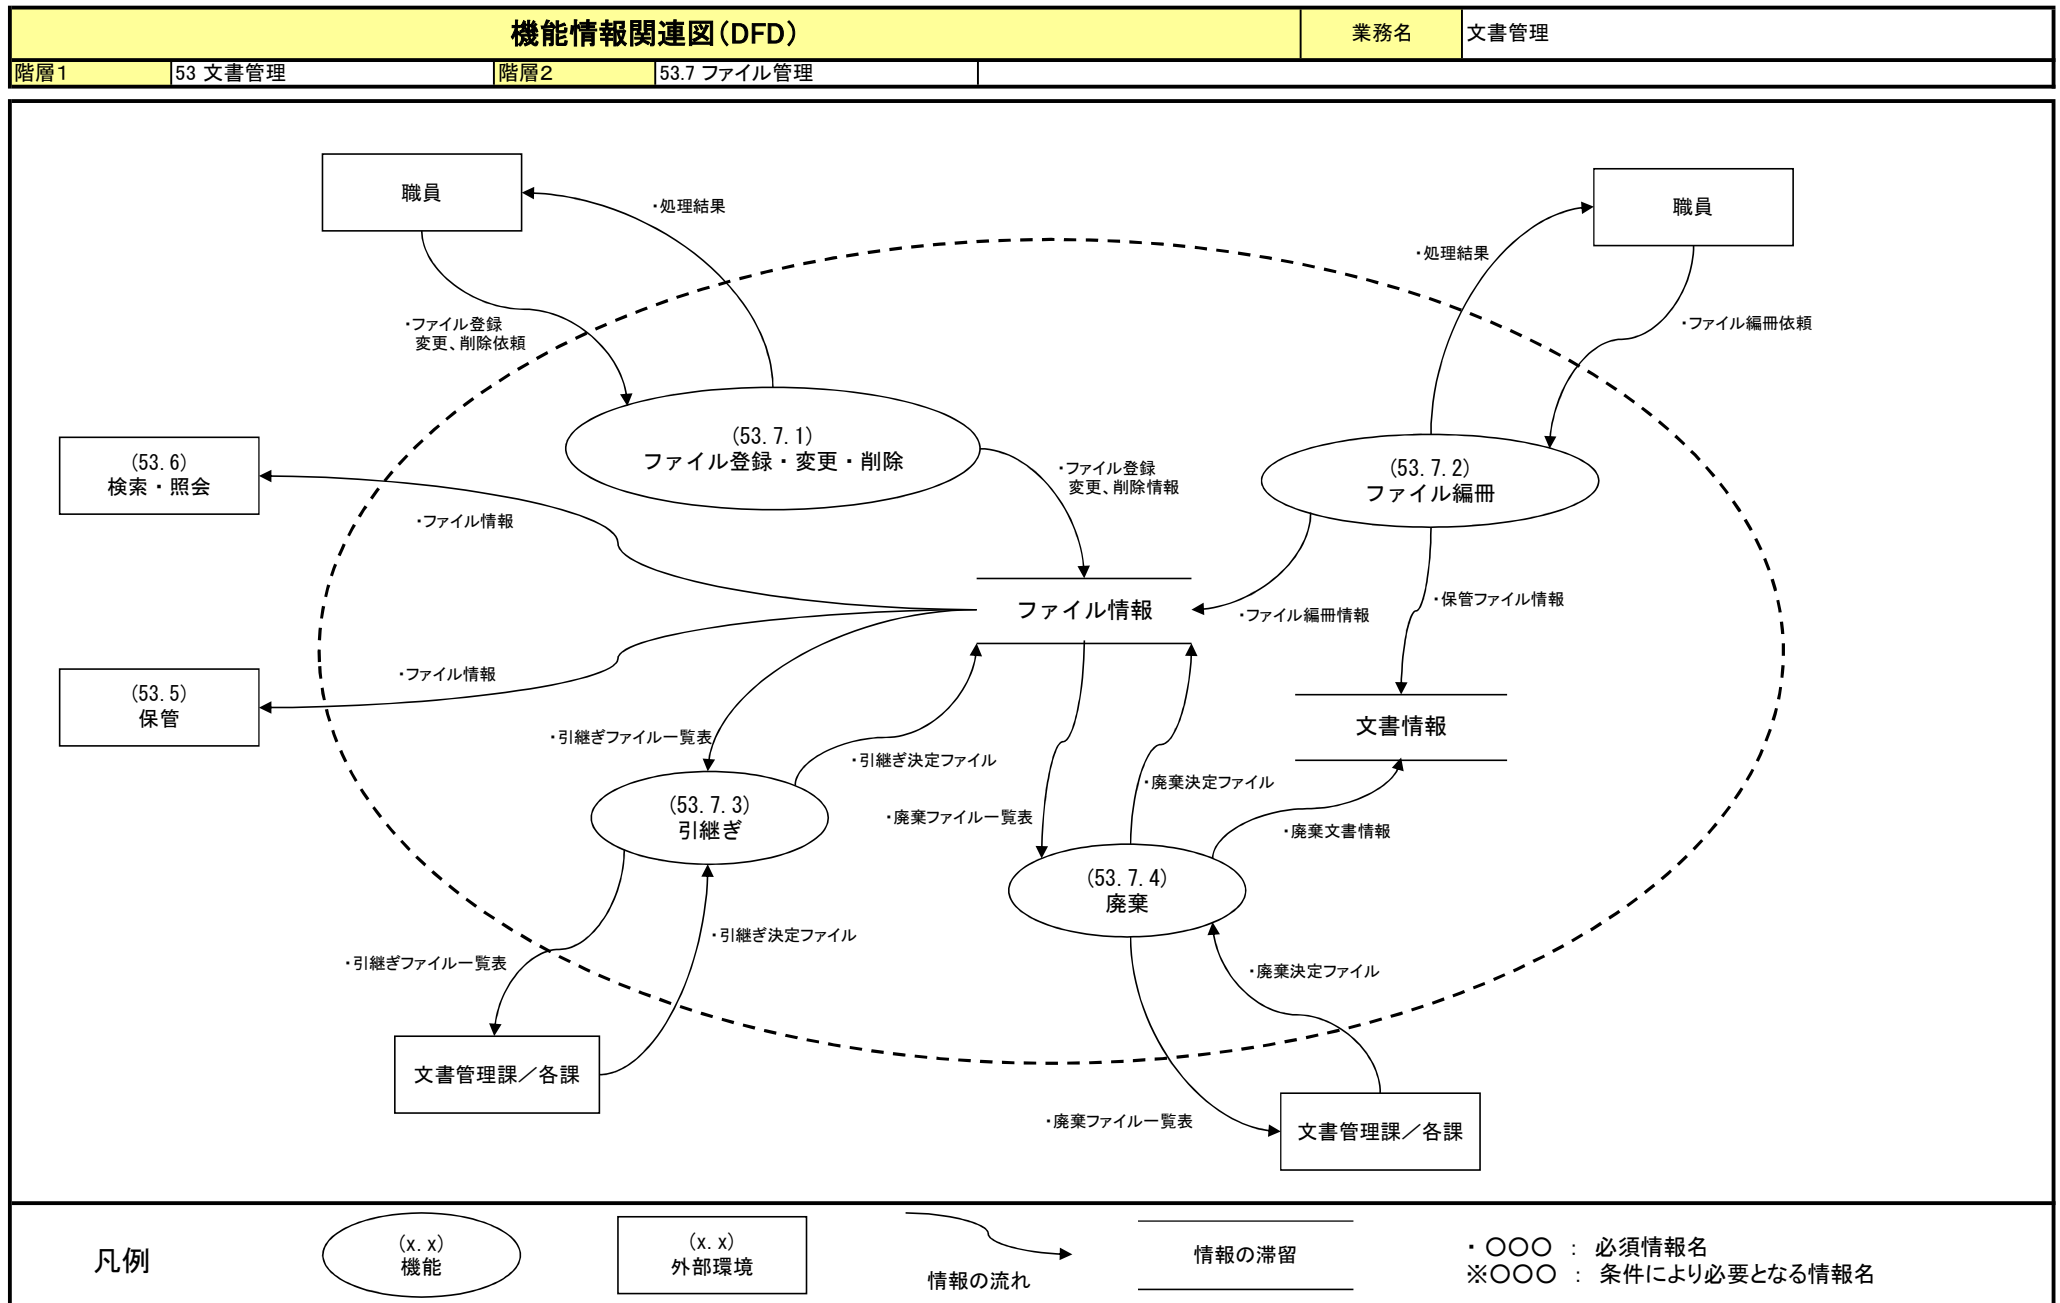 機能情報関連図(DFD)
業務名
文書管理
階層1
53 文書管理
階層2
53.7 ファイル管理
職員
・処理結果
職員
・処理結果
・ファイル登録
変更、削除依頼
・ファイル編冊依頼
(53.7.1)
ファイル登録・変更・削除
(53.6)
検索・照会
・ファイル登録
変更、削除情報
(53.7.2)
ファイル編冊
・ファイル情報
ファイル情報
・ファイル編冊情報
・保管ファイル情報
・ファイル情報
(53.5)
保管
文書情報
・引継ぎファイル一覧表
・引継ぎ決定ファイル
・廃棄決定ファイル
(53.7.3)
引継ぎ
・廃棄ファイル一覧表
・廃棄文書情報
(53.7.4)
廃棄
・引継ぎ決定ファイル
・引継ぎファイル一覧表
・廃棄決定ファイル
文書管理課／各課
・廃棄ファイル一覧表
文書管理課／各課
凡例
(x.x)
機能
(x.x)
外部環境
情報の流れ
情報の滞留
・○○○ ： 必須情報名
※○○○ ： 条件により必要となる情報名